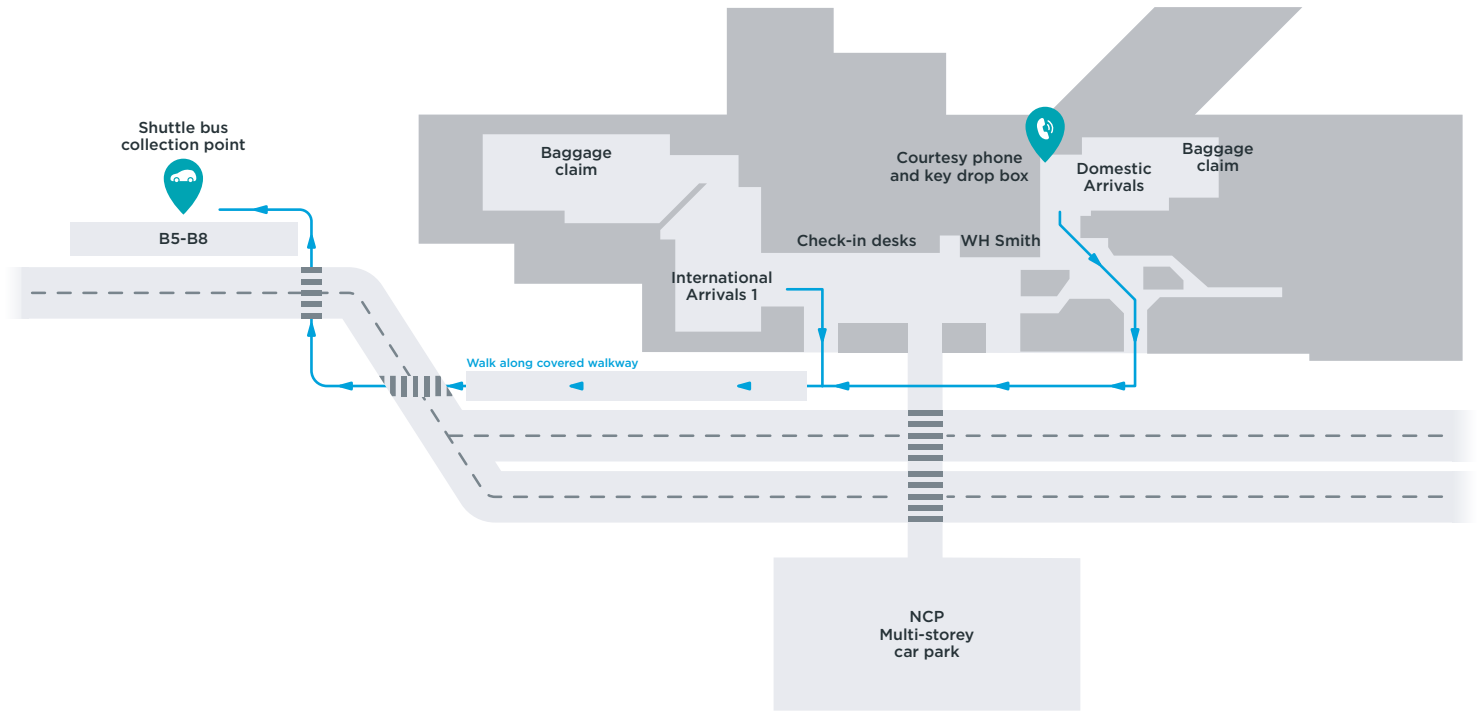 Shuttle bus
collection point
B5-B8
Baggage
claim
Courtesy phone
and key drop box
Domestic
Arrivals
Baggage
claim
Check-in desks
WH Smith
International
Arrivals 1
Walk along covered walkway
NCP
Multi-storey
car park